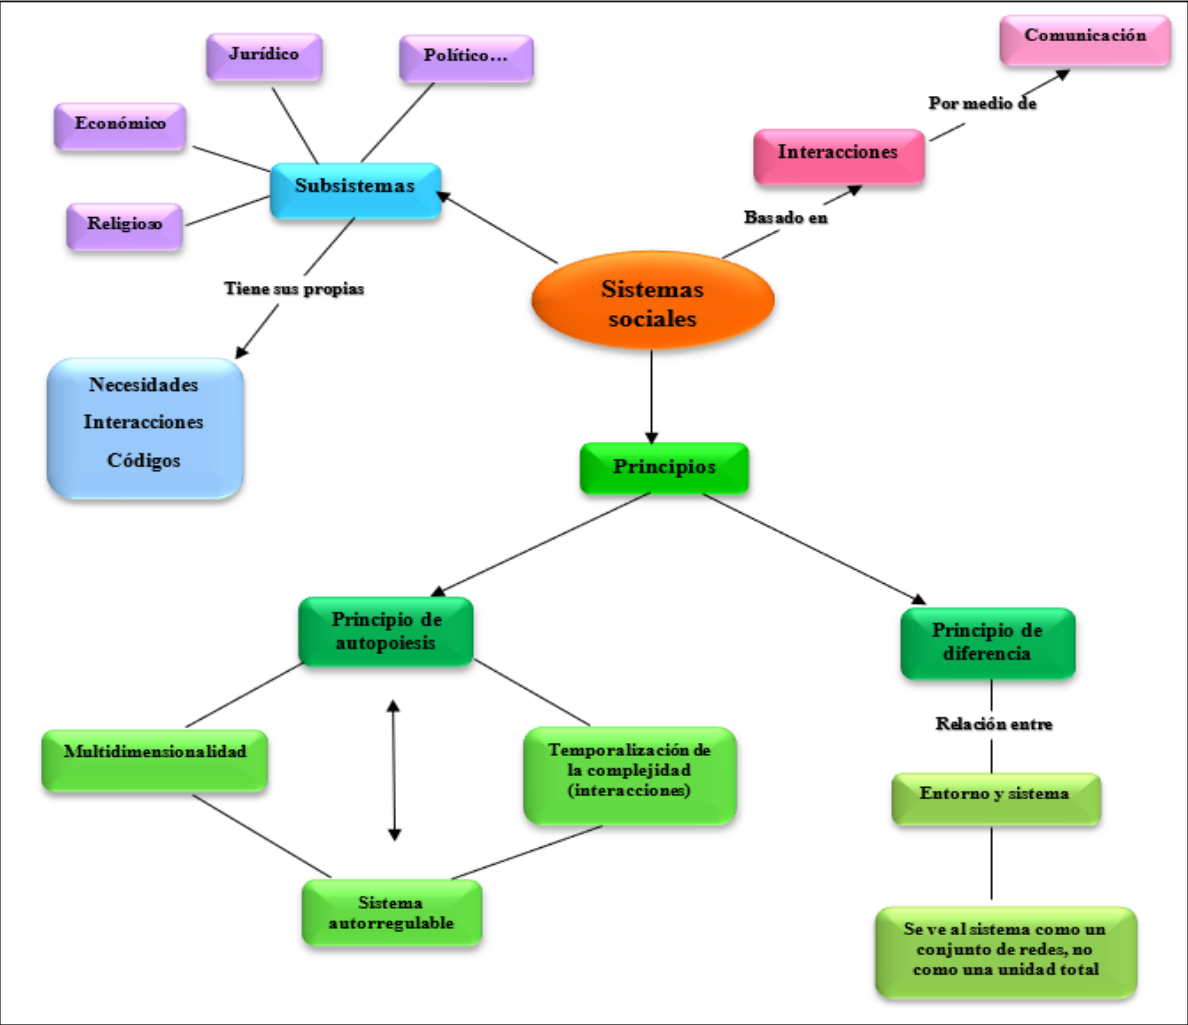 Jurídico
Político...
Comunicación
Por medio de
Económico
Interacciones
Subsistemas
Religioso
Basado en
Tiene sus propias
Sistemas
sociales
Necesidades
Interacciones
Códigos
Principios
Principio de
autopoiesis
Principio de
diferencia
Relación entre
Multidimensionalidad
Temporalización de
la complejidad
(interacciones)
Entorno y sistema
Sistema
autorregulable
Se ve al sistema como un
conjunto de redes, no
como una unidad total